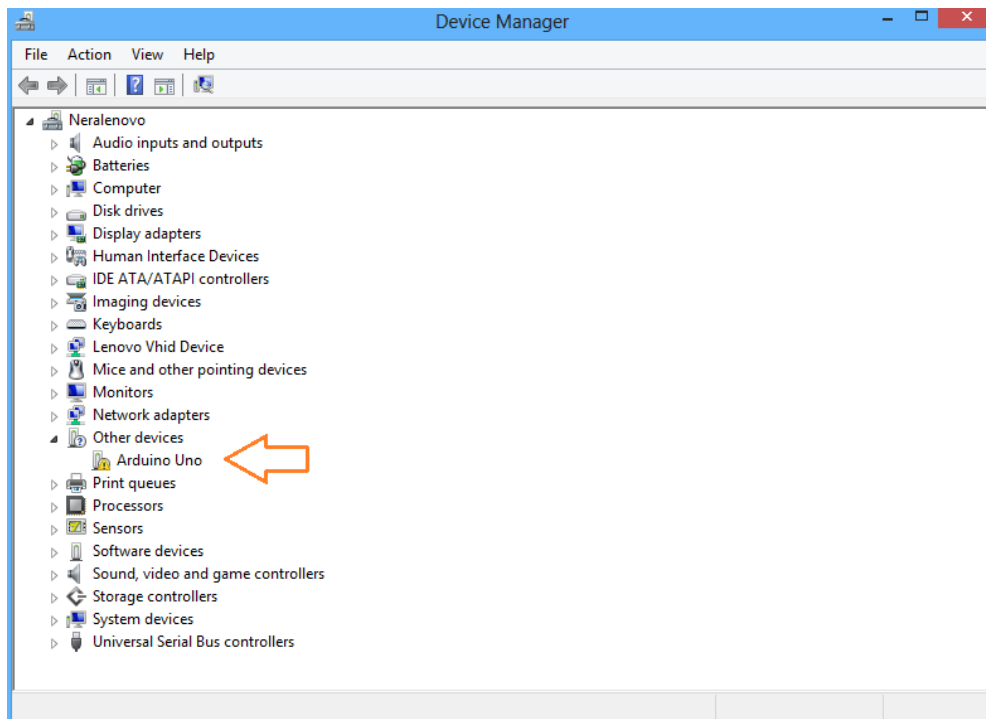 Device Manager
File Action View Help
Neralenovo
Audio inputs and outputs
Batteries
Computer
Disk drives
Display adapters
Human Interface Devices
IDE ATA/ATAPI controllers
Imaging devices
Keyboards
Lenovo Vhid Device
Mice and other pointing devices
Monitors
Network adapters
Other devices
Arduino Uno
Print queues
Processors
Sensors
Software devices
Sound, video and game controllers
Storage controllers
System devices
Universal Serial Bus controllers